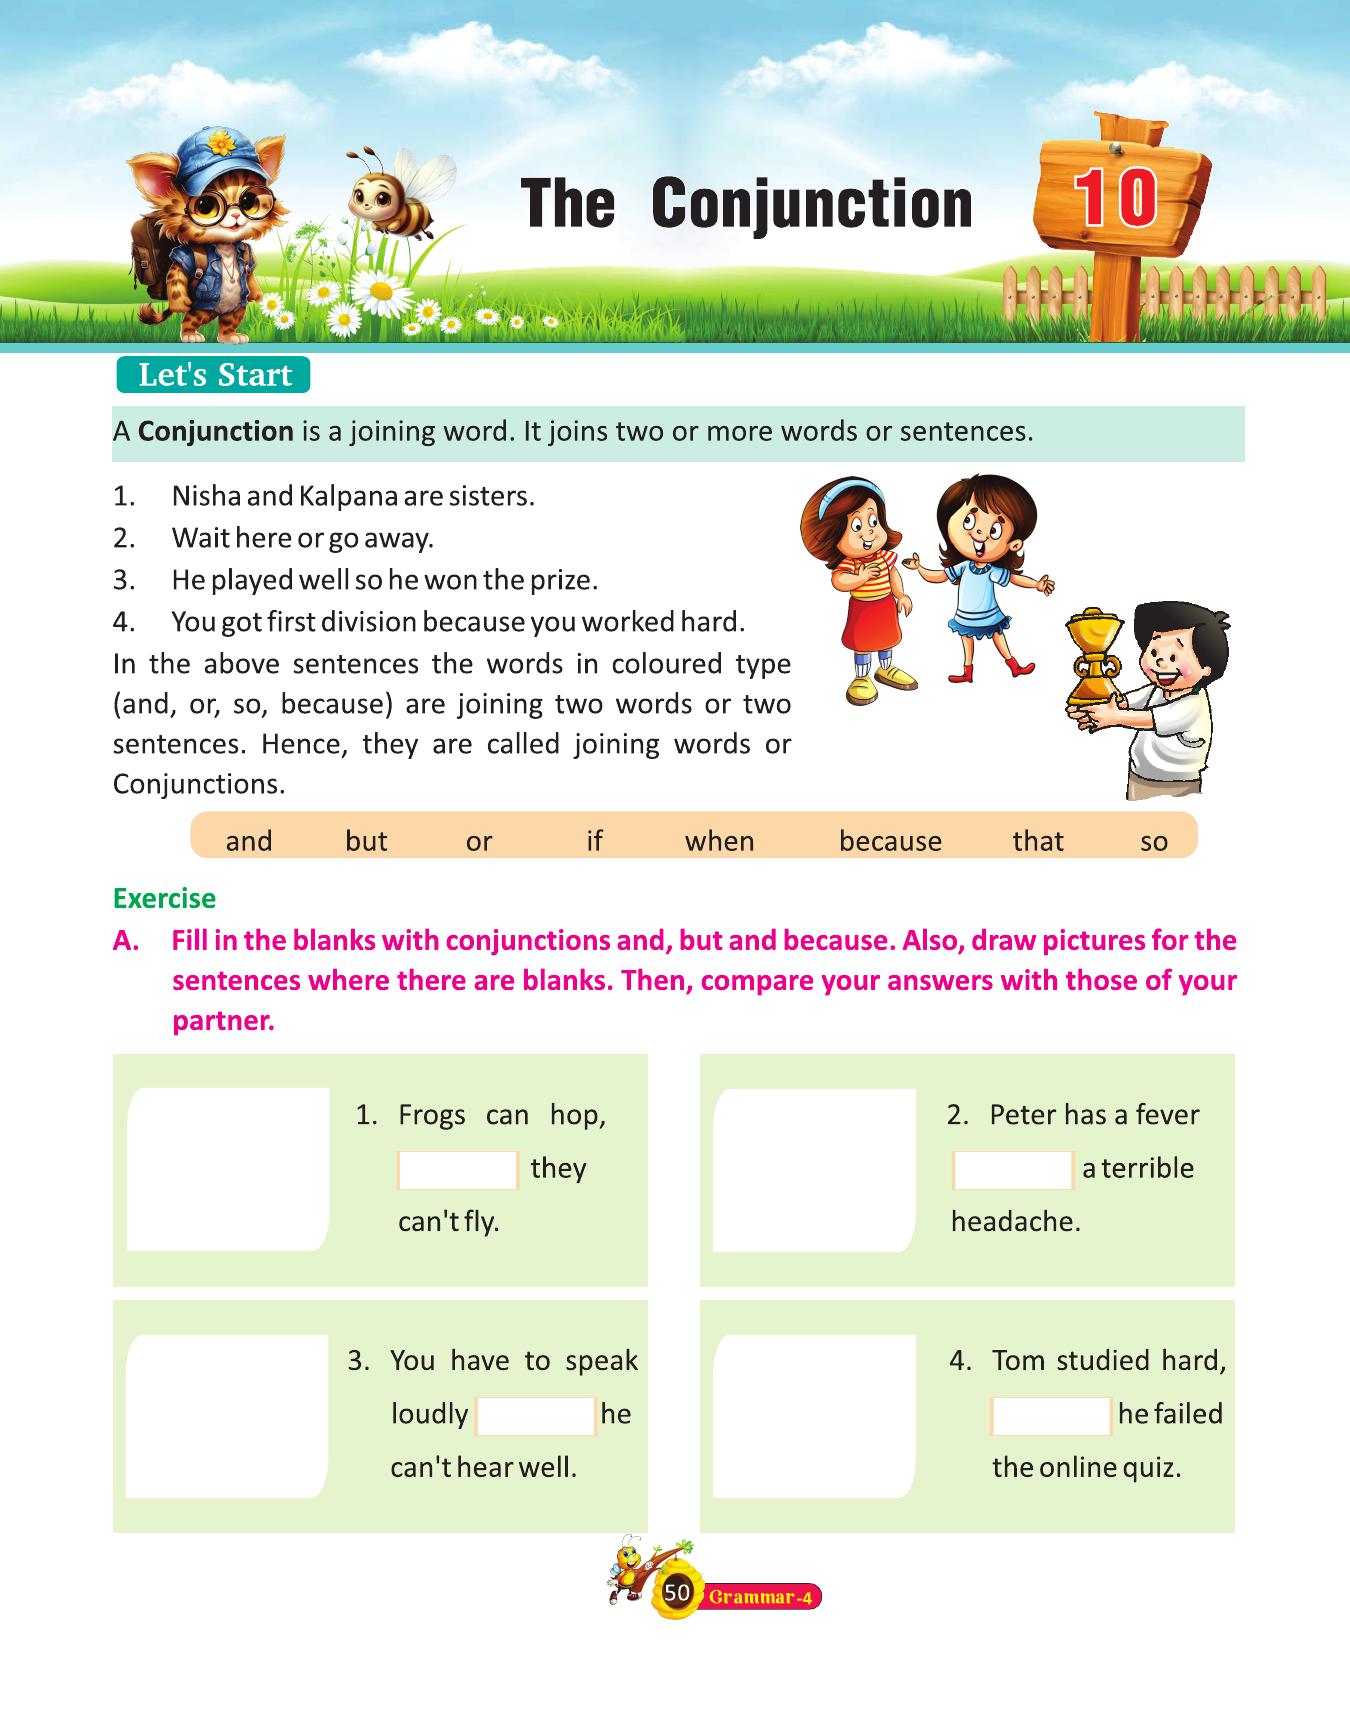 The Conjunction
10
Let's Start
A Conjunction is a joining word. It joins two or more words or sentences.
1. Nisha and Kalpana are sisters.
2. Wait here or go away.
3. He played well so he won the prize.
4. You got first division because you worked hard.
In the above sentences the words in coloured type
(and, or, so, because) are joining two words or two
sentences. Hence, they are called joining words or
Conjunctions.
and but or if when because that so
Exercise
A. Fill in the blanks with conjunctions and, but and because. Also, draw pictures for the
sentences where there are blanks. Then, compare your answers with those of your
partner.
1. Frogs can hop,
they
can't fly.
2. Peter has a fever
a terrible
headache.
3. You have to speak
loudly he
can't hear well.
4. Tom studied hard,
he failed
the online quiz.
50 Grammar-4